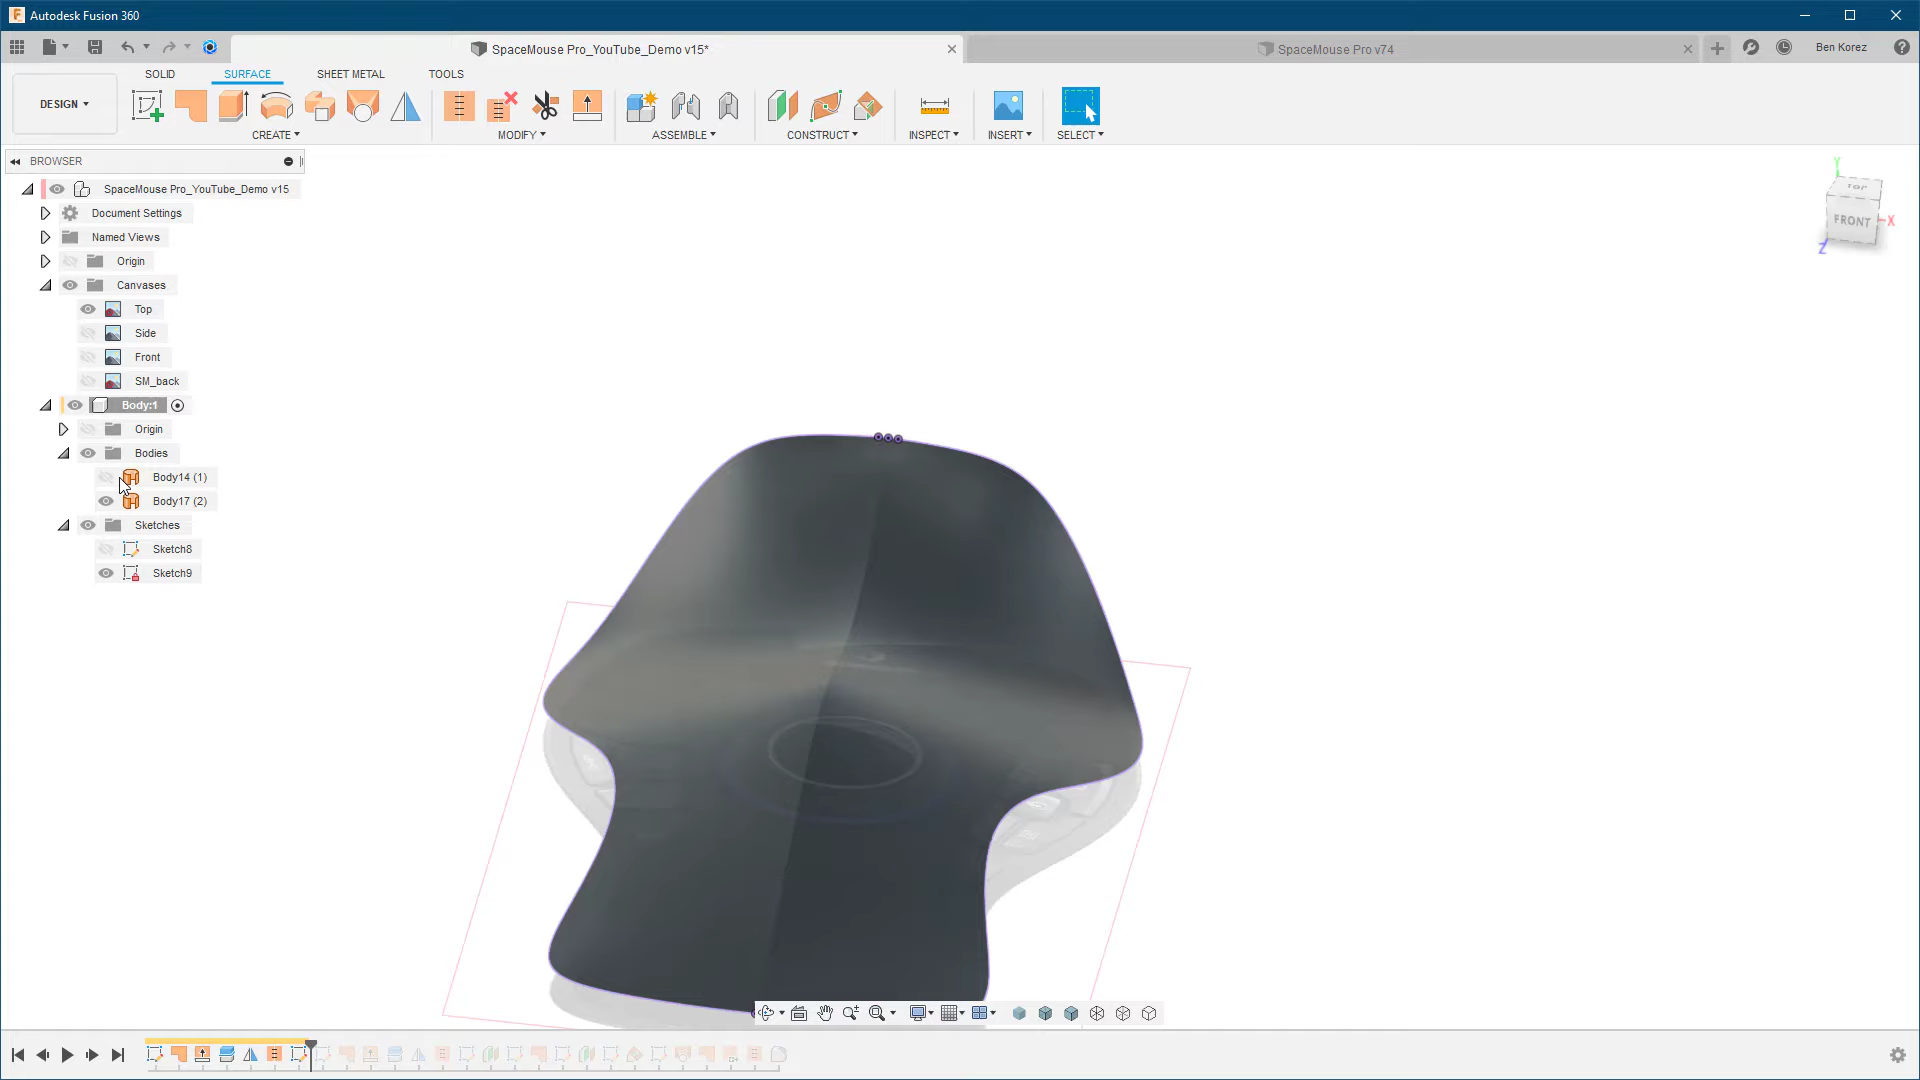 Autodesk Fusion 360
SpaceMouse Pro_YouTube_Demo v15*
SpaceMouse Pro v74
Ben Korez
SOLID
SURFACE
SHEET METAL
TOOLS
DESIGN
CREATE
MODIFY
ASSEMBLE
CONSTRUCT
INSPECT
INSERT
SELECT
BROWSER
SpaceMouse Pro_YouTube_Demo v15
Document Settings
Named Views
Origin
Canvases
Top
Side
Front
SM_back
Body:1
Origin
Bodies
Body14 (1)
Body17 (2)
Sketches
Sketch8
Sketch9
Y
TOP
FRONT
X
Z